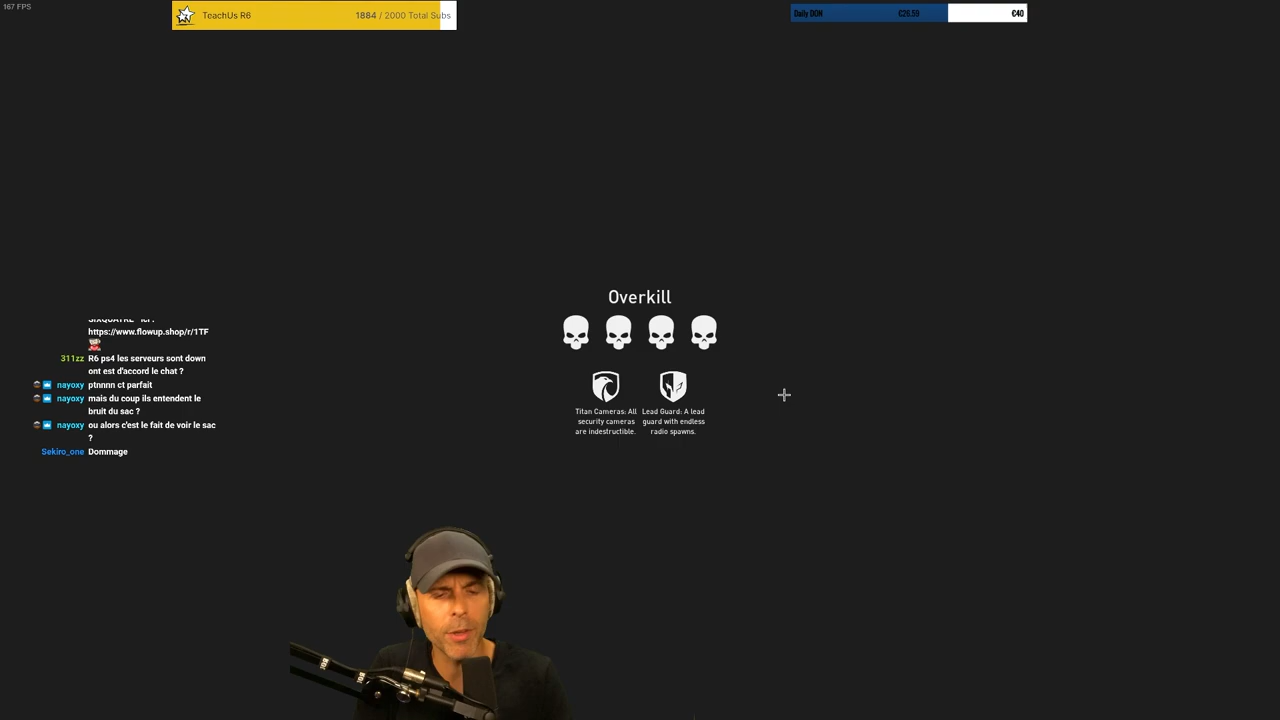 167 FPS
TeachUs R6
1884 / 2000 Total Subs
Daily DON
€26.59
€40
Overkill
Titan Cameras: All
security cameras
are indestructible.
Lead Guard: A lead
guard with endless
radio spawns.
https://www.flowup.shop/r/1TF
311zz R6 ps4 les serveurs sont down
ont est d'accord le chat ?
nayoxy ptnnnn ct parfait
nayoxy mais du coup ils entendent le
bruit du sac ?
nayoxy ou alors c'est le fait de voir le sac
?
Sekiro_one Dommage